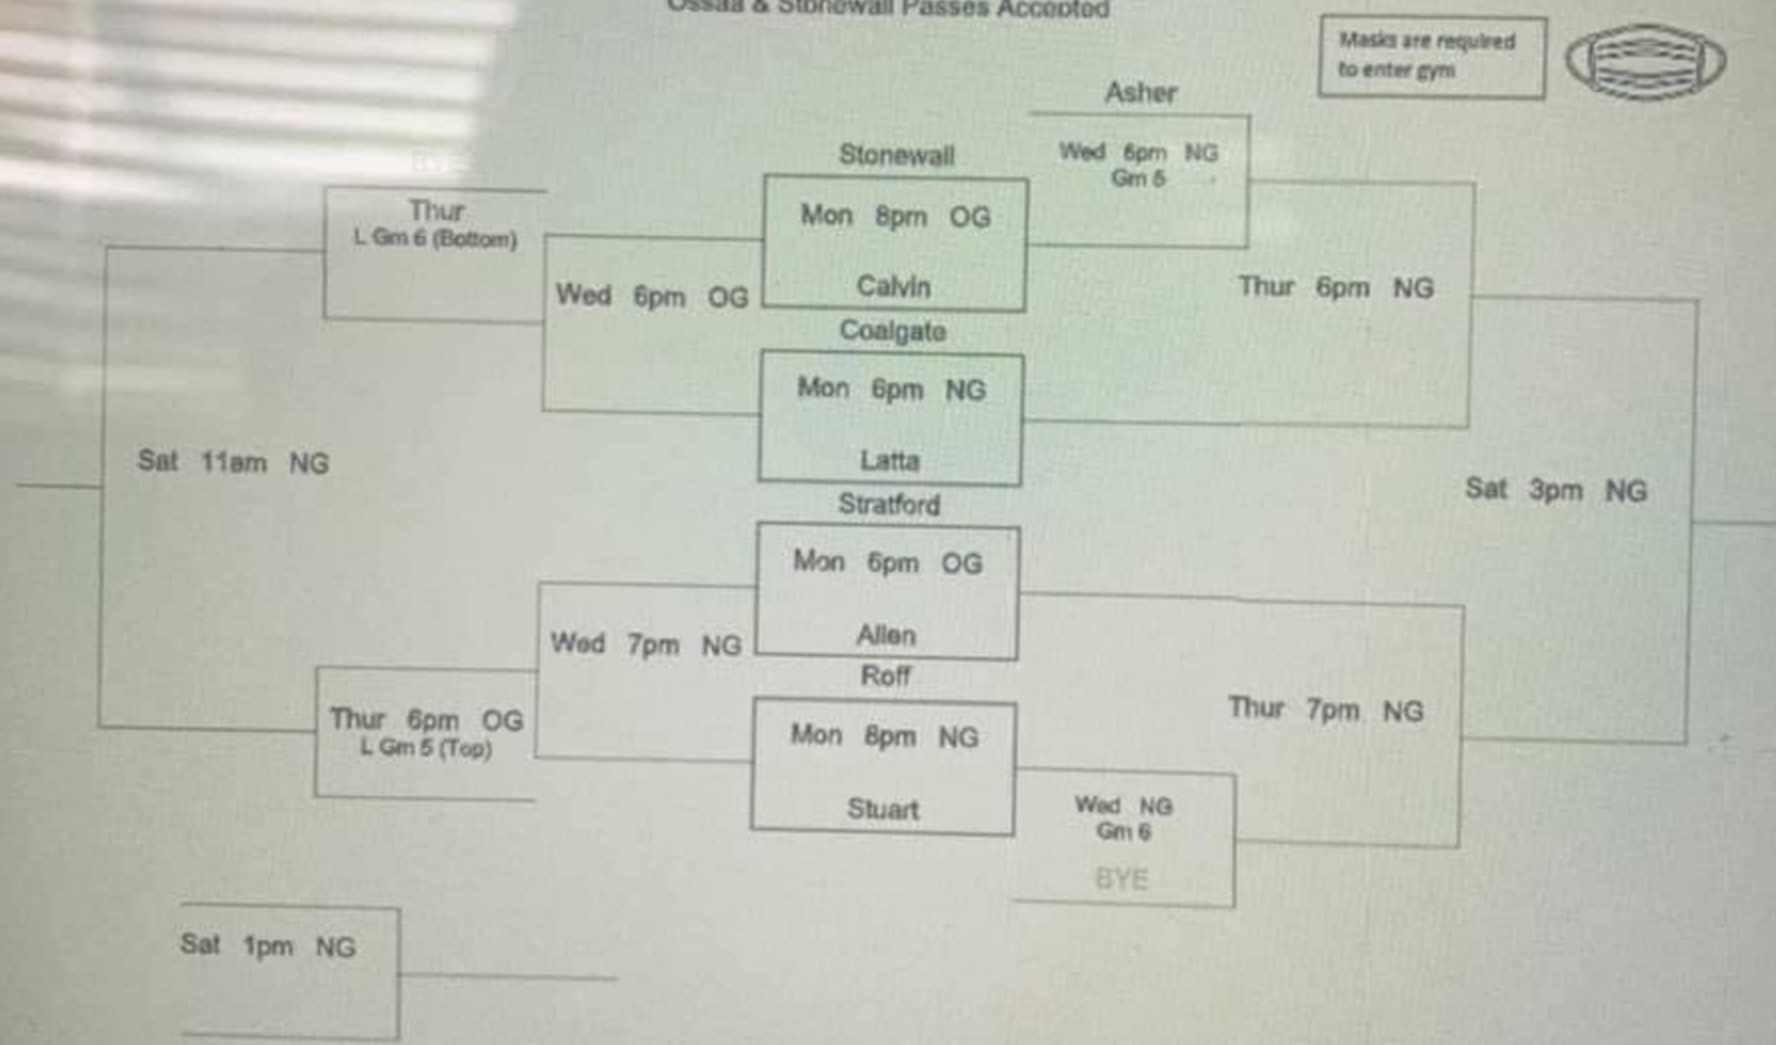 Ossaa & Stonewall Passes Accepted
Masks are required
to enter gym
Asher
Wed 6pm NG
Gm 5
Stonewall
Mon 8pm OG
Calvin
BYE
Thur
L Gm 6 (Bottom)
Wed 6pm OG
Thur 6pm NG
Coalgate
Mon 6pm NG
Latta
Sat 11am NG
Sat 3pm NG
Stratford
Mon 6pm OG
Allen
Wed 7pm NG
Roff
Mon 8pm NG
Stuart
Thur 6pm OG
L Gm 5 (Top)
Thur 7pm NG
Wed NG
Gm 6
BYE
Sat 1pm NG